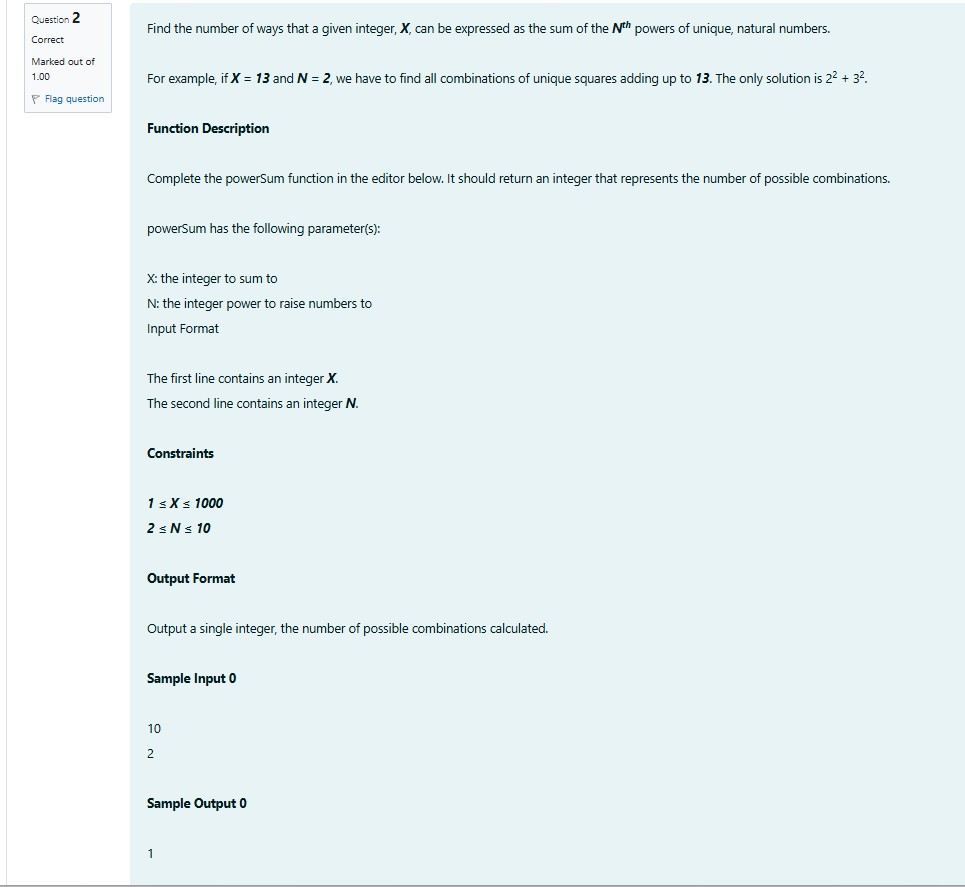 Question 2
Correct
Marked out of
1.00
Flag question
Find the number of ways that a given integer, X, can be expressed as the sum of the Nth powers of unique, natural numbers.
For example, if X = 13 and N = 2, we have to find all combinations of unique squares adding up to 13. The only solution is 2² + 3².
Function Description
Complete the powerSum function in the editor below. It should return an integer that represents the number of possible combinations.
powerSum has the following parameter(s):
X: the integer to sum to
N: the integer power to raise numbers to
Input Format
The first line contains an integer X.
The second line contains an integer N.
Constraints
1 ≤ X ≤ 1000
2 ≤ N ≤ 10
Output Format
Output a single integer, the number of possible combinations calculated.
Sample Input 0
10
2
Sample Output 0
1